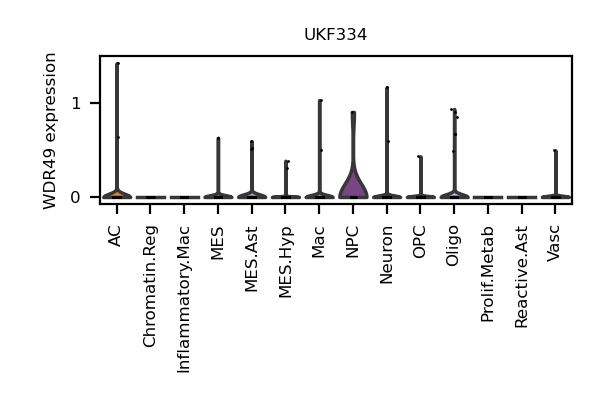 UKF334
WDR49 expression
1
0
AC
Chromatin.Reg
Inflammatory.Mac
MES
MES.Ast
MES.Hyp
Mac
NPC
Neuron
OPC
Oligo
Prolif.Metab
Reactive.Ast
Vasc